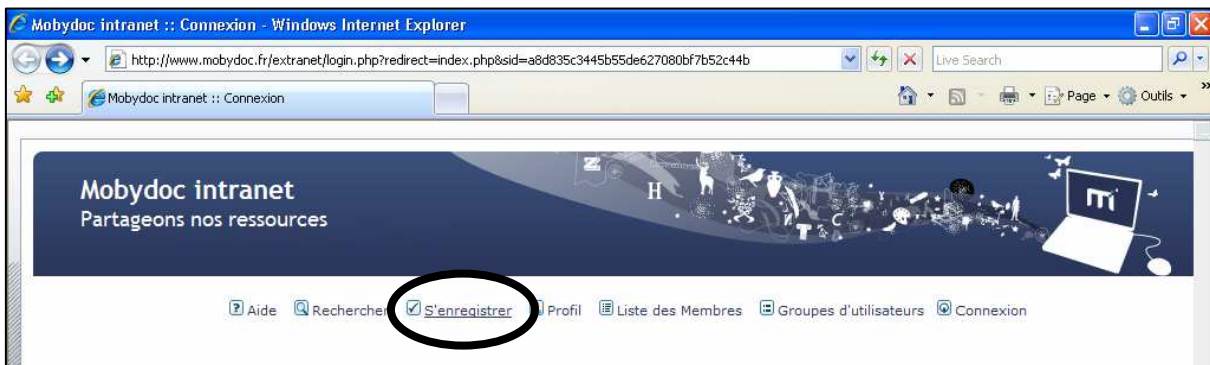 Mobydoc intranet :: Connexion - Windows Internet Explorer
http://www.mobydoc.fr/extranet/login.php?redirect=index.php&sid=a8d835c3445b55de627080bf7b52c44b
Live Search
Mobydoc intranet :: Connexion
Page
Outils
Mobydoc intranet
Partageons nos ressources
Z
H
T
C
mi
Aide Rechercher S'enregistrer Profil Liste des Membres Groupes d'utilisateurs Connexion